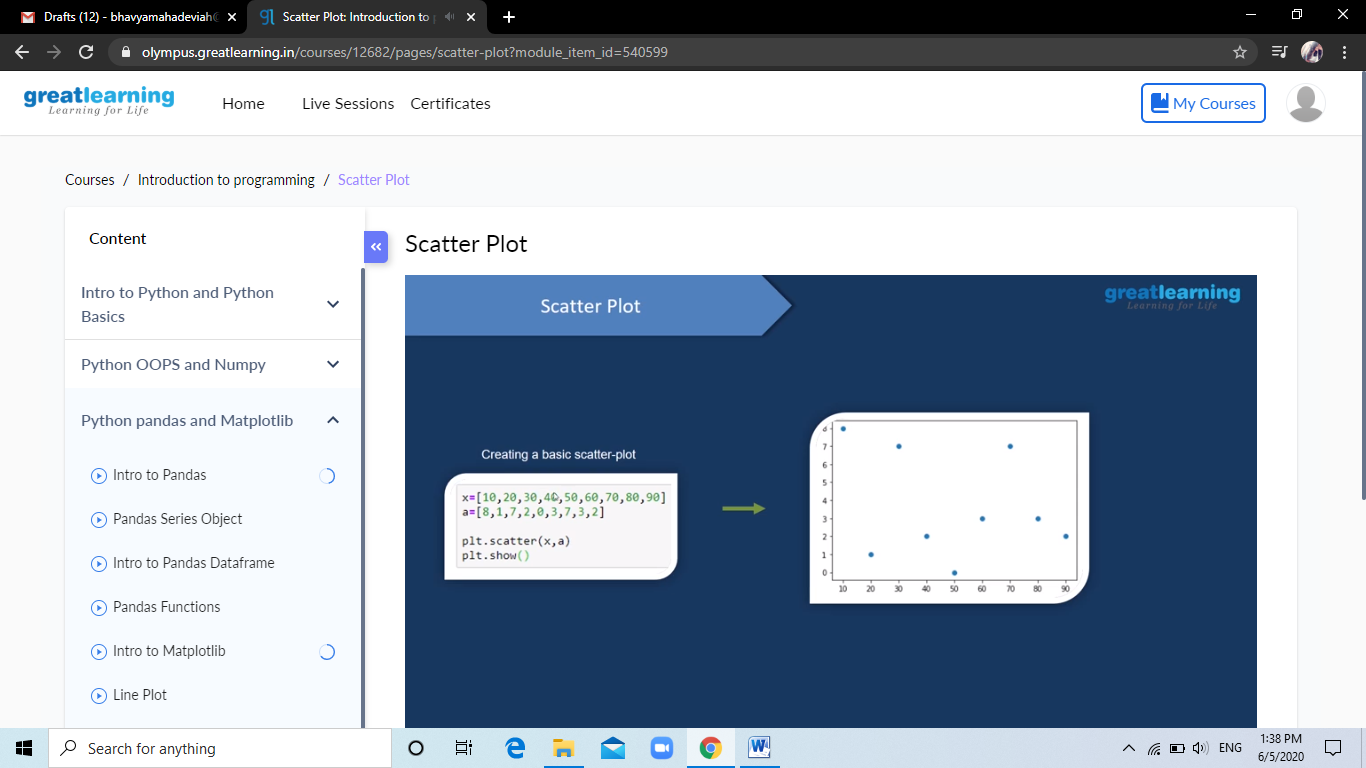 Drafts (12) - bhavyamahadeviah@
Scatter Plot: Introduction to p
olympus.greatlearning.in/courses/12682/pages/scatter-plot?module_item_id=540599
greatlearning
Learning for Life
Home
Live Sessions
Certificates
My Courses
Courses / Introduction to programming / Scatter Plot
Content
Intro to Python and Python
Basics
Python OOPS and Numpy
Python pandas and Matplotlib
Intro to Pandas
Pandas Series Object
Intro to Pandas Dataframe
Pandas Functions
Intro to Matplotlib
Line Plot
Scatter Plot
Scatter Plot
greatlearning
Learning for Life
Creating a basic scatter-plot
x=[10,20,30,40,50,60,70,80,90]
a=[8,1,7,2,0,3,7,3,2]
plt.scatter(x,a)
plt.show()
8
7
6
5
4
3
2
1
0
10 20 30 40 50 60 70 80 90
Search for anything
ENG
1:38 PM
6/5/2020